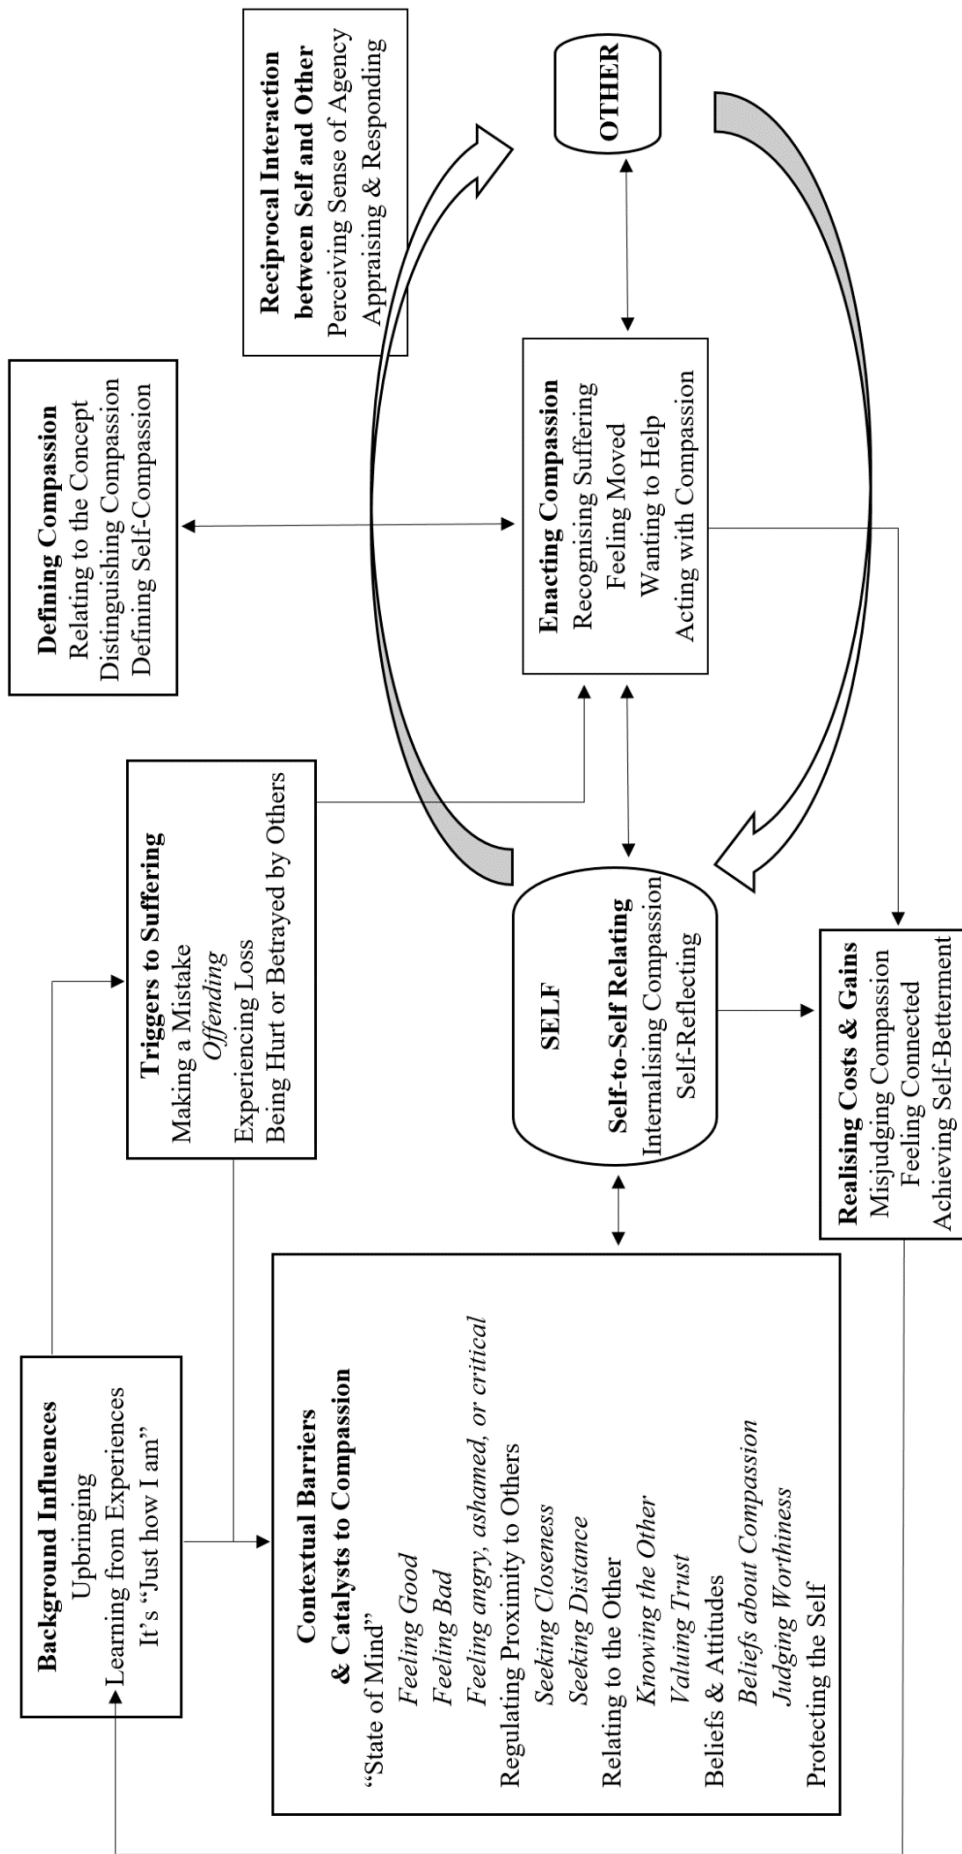 Background Influences
Upbringing
Learning from Experiences
It’s “Just how I am”
Triggers to Suffering
Making a Mistake
Offending
Experiencing Loss
Being Hurt or Betrayed by Others
Defining Compassion
Relating to the Concept
Distinguishing Compassion
Defining Self-Compassion
Reciprocal Interaction
between Self and Other
Perceiving Sense of Agency
Appraising & Responding
Contextual Barriers
& Catalysts to Compassion
“State of Mind”
Feeling Good
Feeling Bad
Feeling angry, ashamed, or critical
Regulating Proximity to Others
Seeking Closeness
Seeking Distance
Relating to the Other
Knowing the Other
Valuing Trust
Beliefs & Attitudes
Beliefs about Compassion
Judging Worthiness
Protecting the Self
SELF
Self-to-Self Relating
Internalising Compassion
Self-Reflecting
Enacting Compassion
Recognising Suffering
Feeling Moved
Wanting to Help
Acting with Compassion
OTHER
Realising Costs & Gains
Misjudging Compassion
Feeling Connected
Achieving Self-Betterment